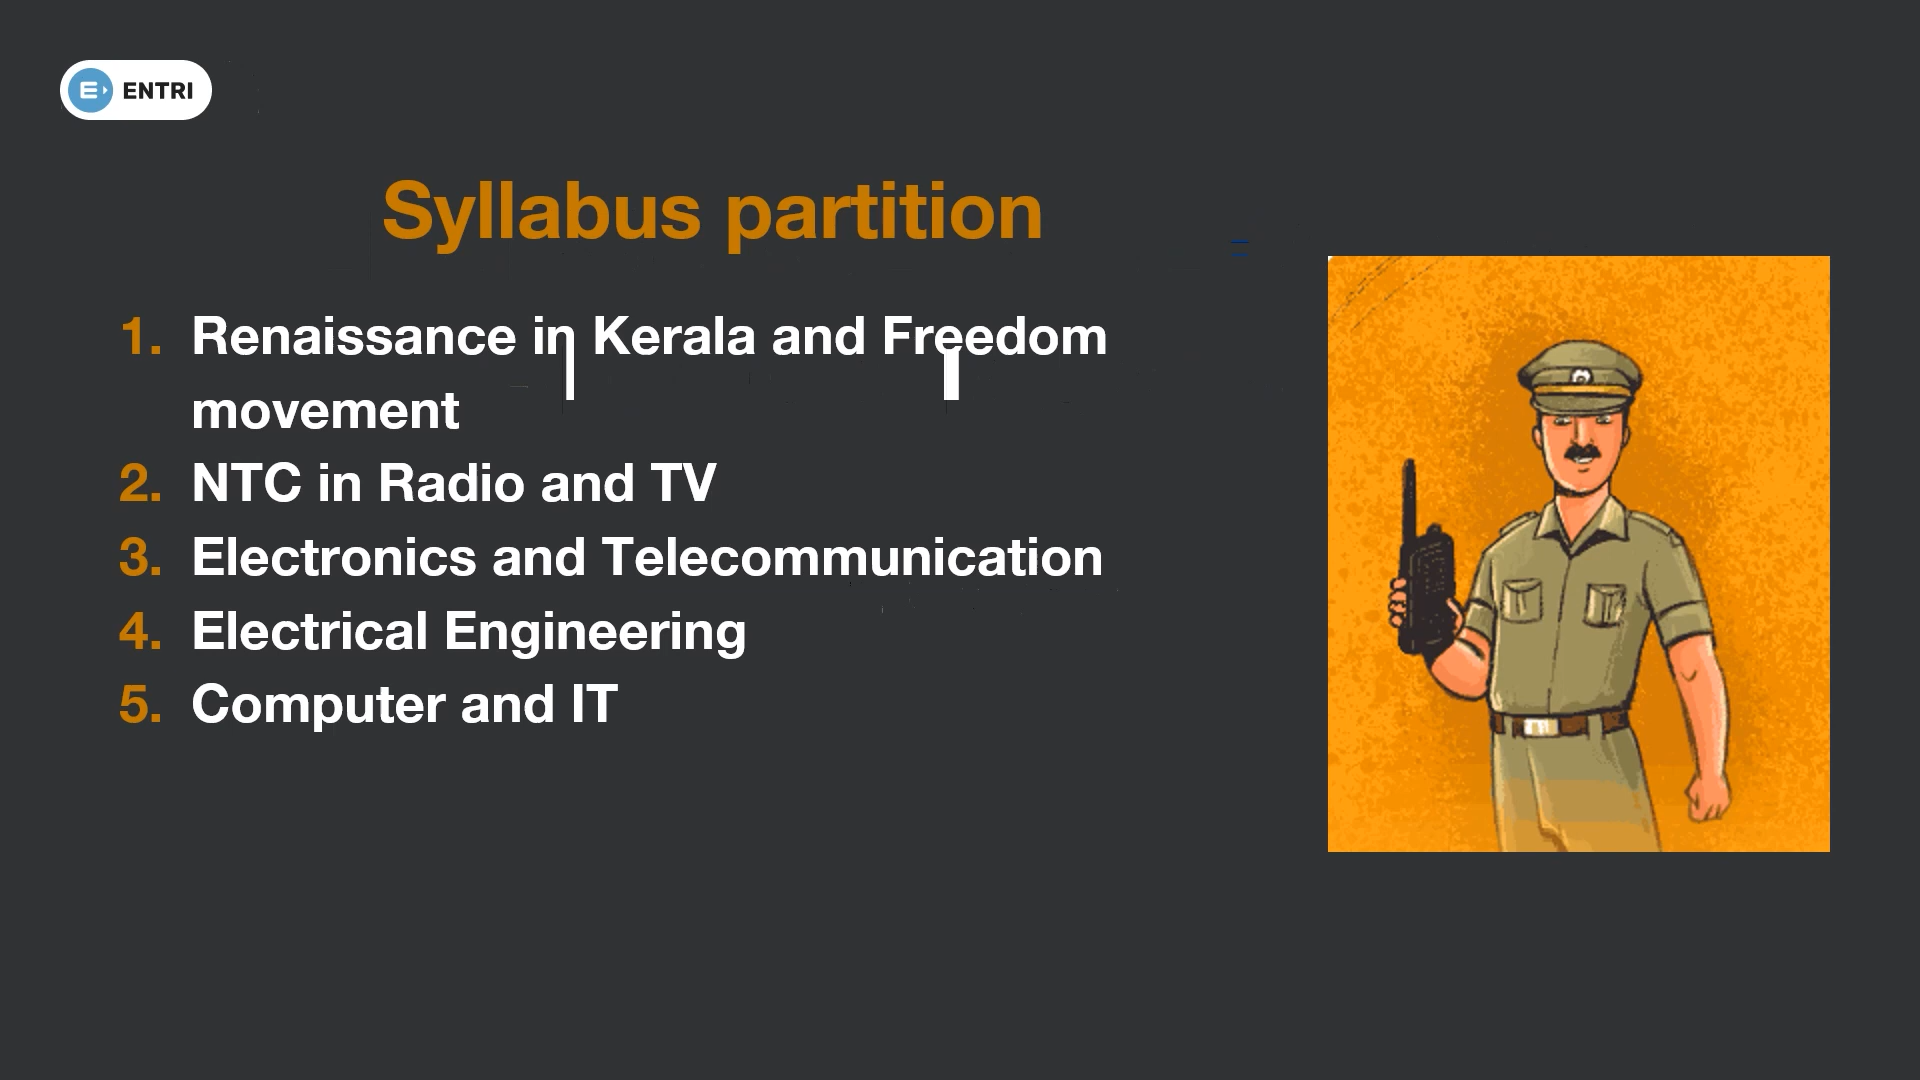 ENTRI
Syllabus partition
1. Renaissance in Kerala and Freedom
movement
2. NTC in Radio and TV
3. Electronics and Telecommunication
4. Electrical Engineering
5. Computer and IT